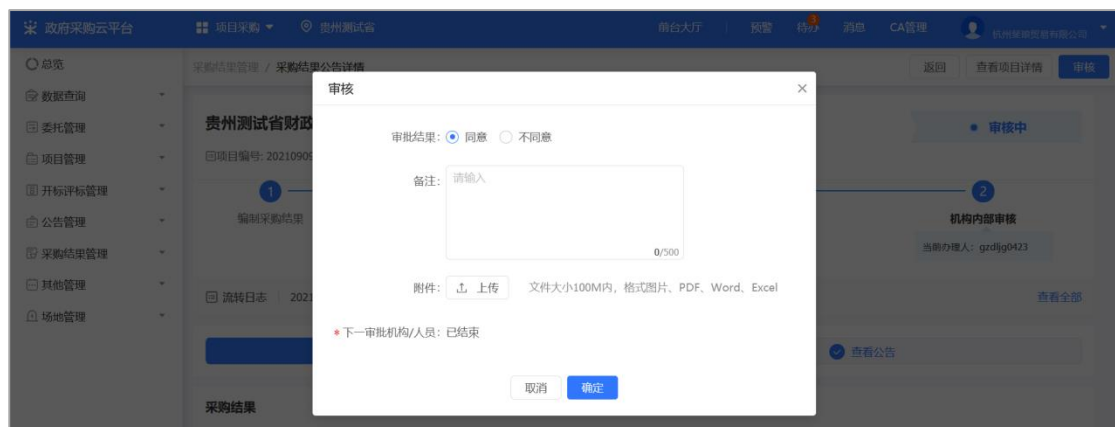 政府采购云平台
项目采购
贵州测试省
前台大厅
预警
待办
3
消息
CA管理
总览
采购结果管理 / 采购结果公告详情
返回
查看项目详情
审核
审核
数据查询
委托管理
项目管理
开标评标管理
公告管理
采购结果管理
其他管理
场地管理
贵州测试省财政
审核中
项目编号: 20210909
1
编制采购结果
2
机构内部审核
当前办理人: gzdljg0423
审批结果: 同意 不同意
备注: 请输入
0/500
附件: 上传 文件大小100M内, 格式图片、PDF、Word、Excel
流转日志
2021
查看全部
* 下一审批机构/人员: 已结束
查看公告
取消
确定
采购结果